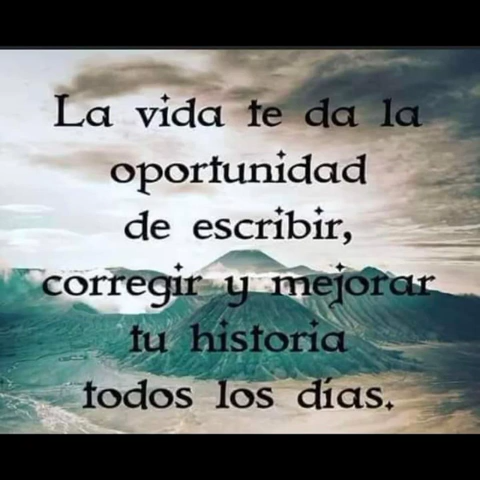 La vida te da la
oportunidad
de escribir,
corregir y mejorar
tu historia
todos los días.